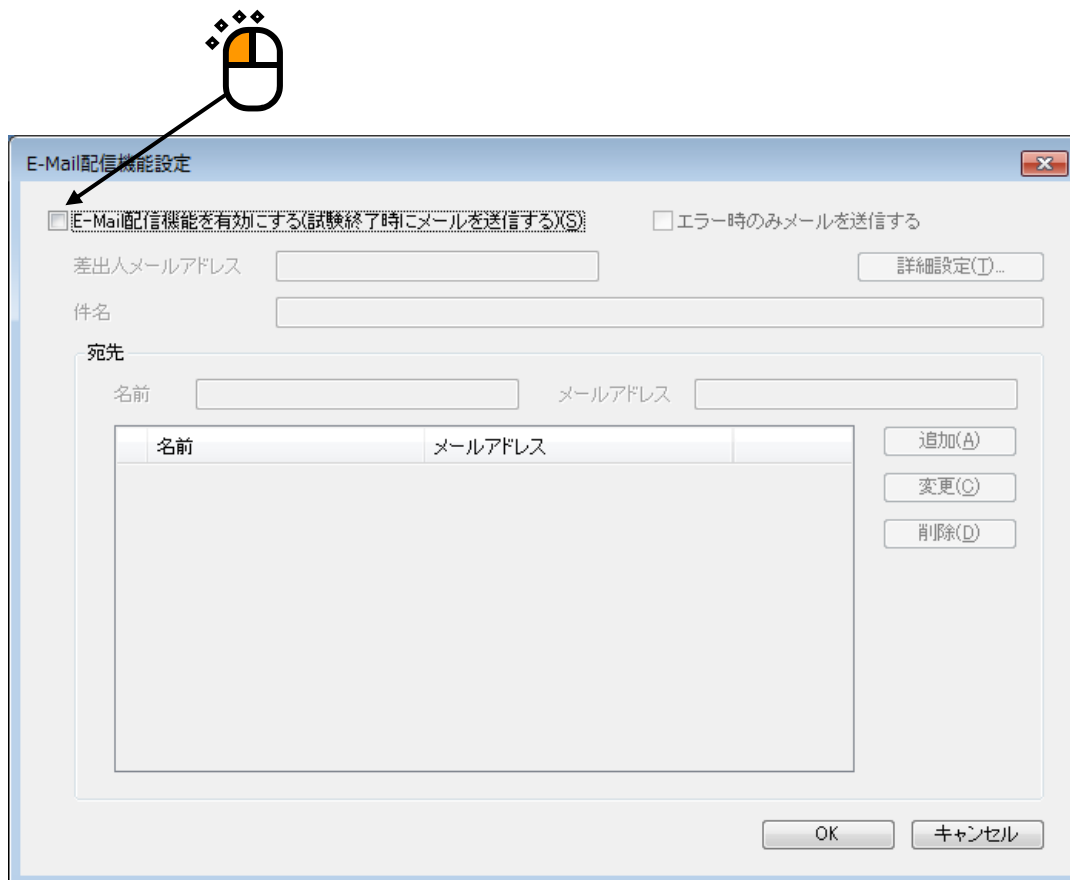 E-Mail配信機能設定
E-Mail配信機能を有効にする(試験終了時にメールを送信する)(S) エラー時のみメールを送信する
差出人メールアドレス 詳細設定(T)...
件名
宛先
名前 メールアドレス
名前 メールアドレス 追加(A)
変更(C)
削除(D)
OK キャンセル